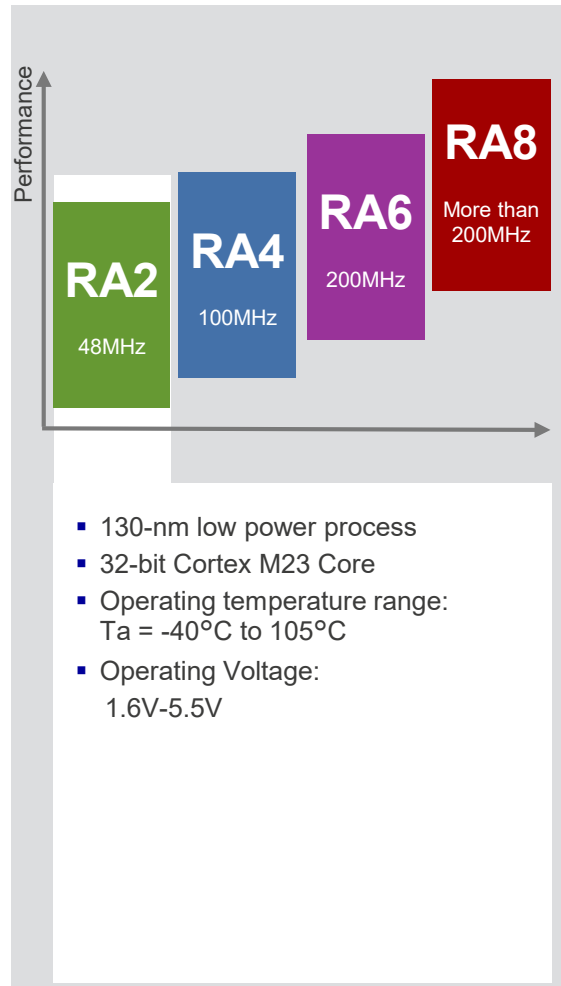 Performance
RA2
48MHz
RA4
100MHz
RA6
200MHz
RA8
More than
200MHz
▪ 130-nm low power process
▪ 32-bit Cortex M23 Core
▪ Operating temperature range:
Ta = -40°C to 105°C
▪ Operating Voltage:
1.6V-5.5V